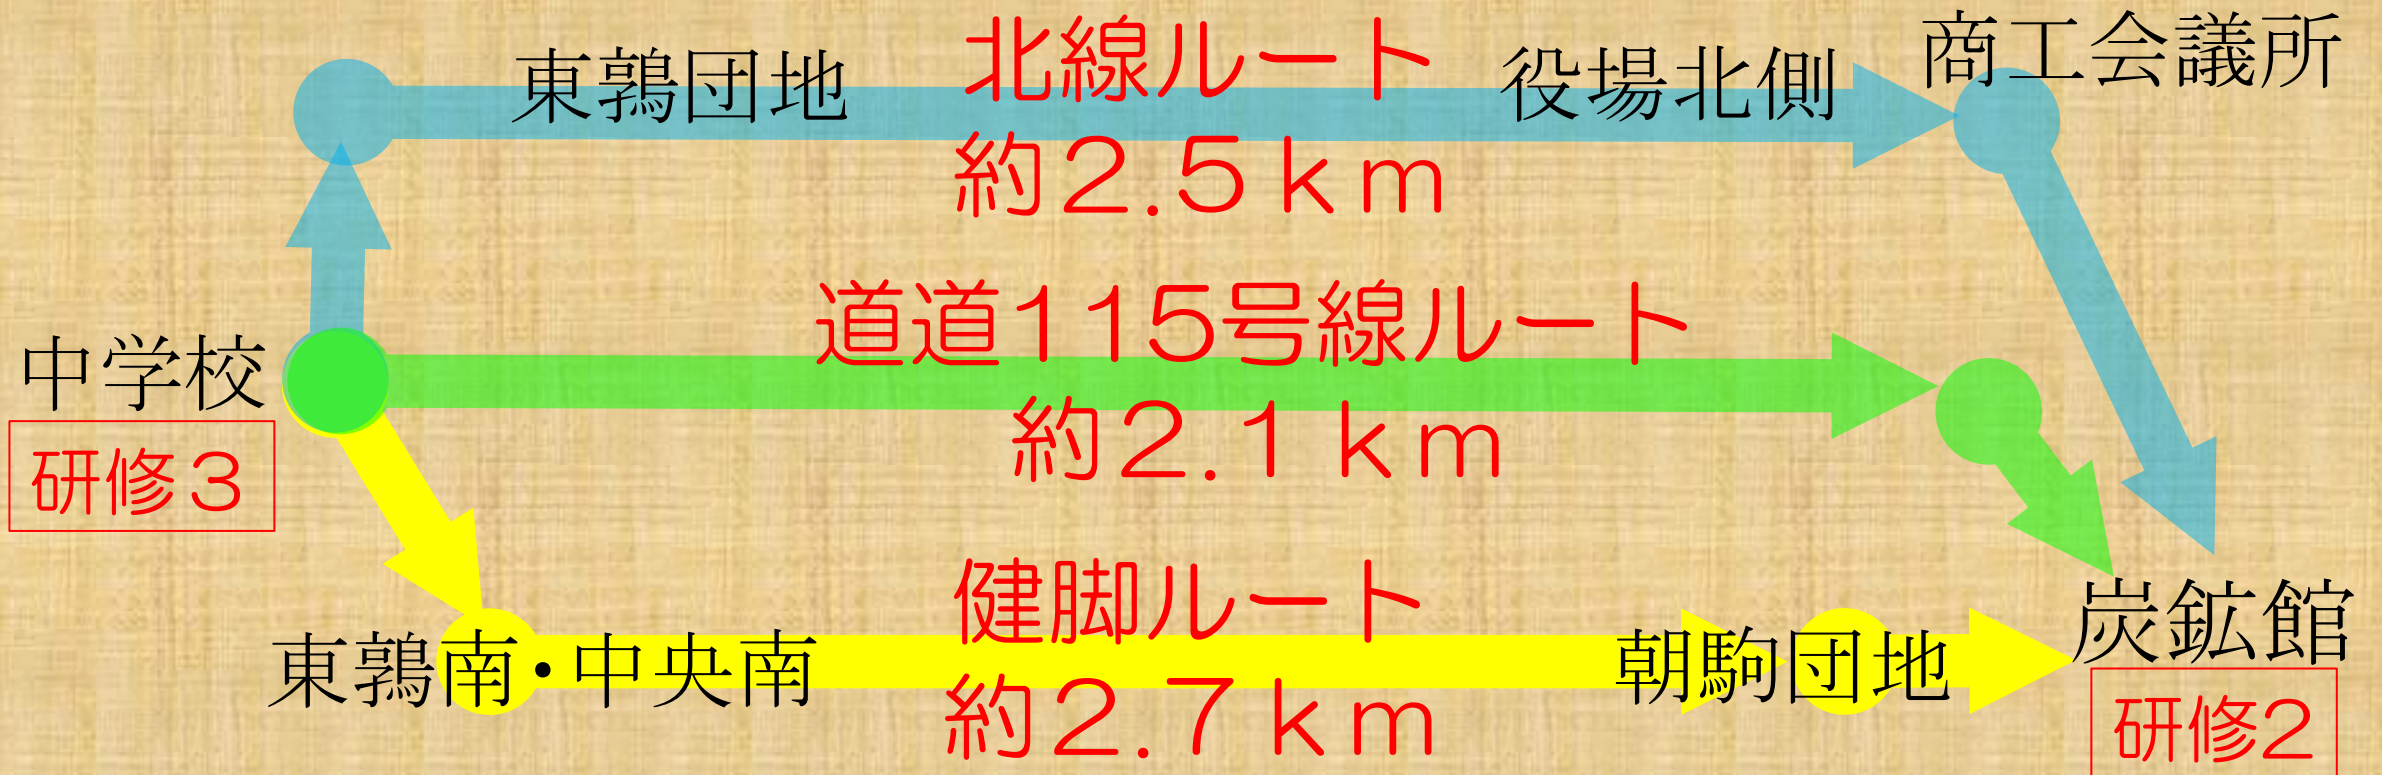 北線ルート
東鶉団地
役場北側
商工会議所
約２.５ｋｍ
道道115号線ルート
中学校
約２.１ｋｍ
研修３
健脚ルート
東鶉南・中央南
朝駒団地
炭鉱館
約２.７ｋｍ
研修2